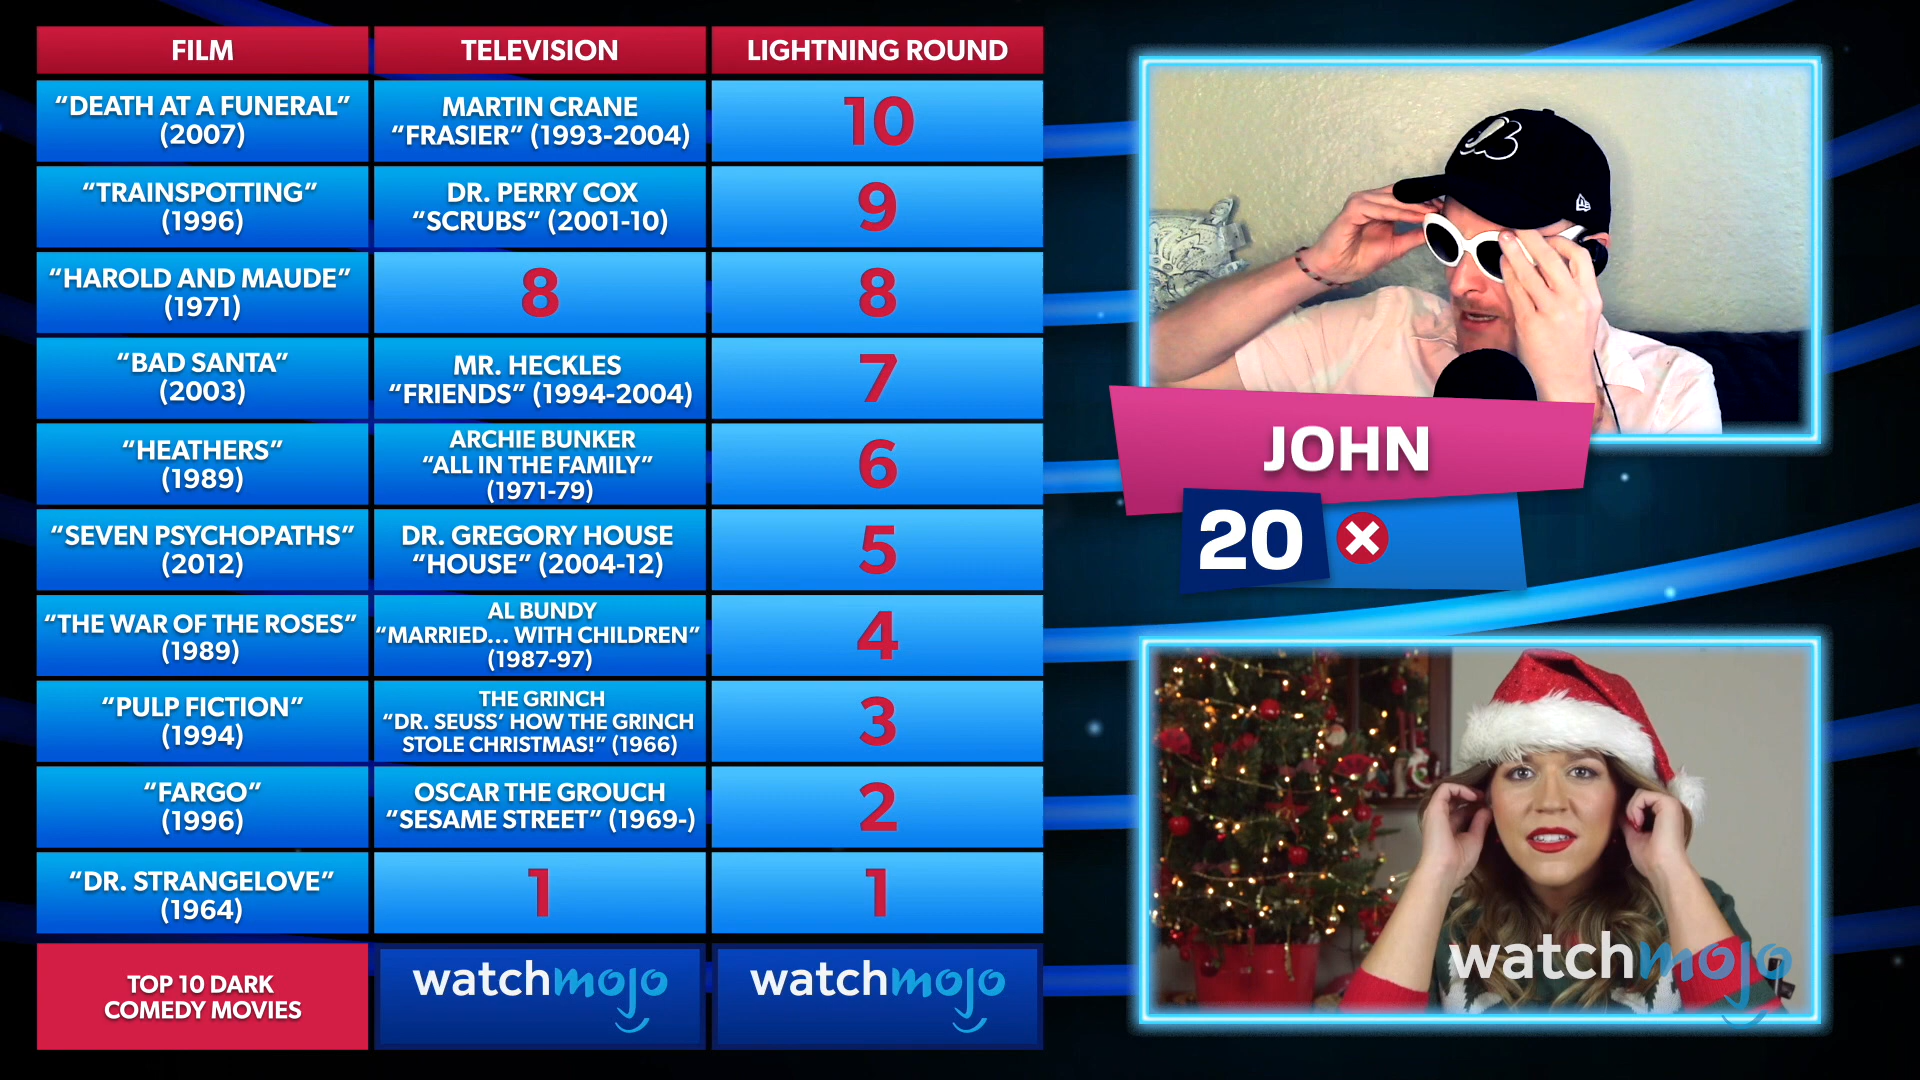 FILM
“DEATH AT A FUNERAL”
(2007)
“TRAINSPOTTING”
(1996)
“HAROLD AND MAUDE”
(1971)
“BAD SANTA”
(2003)
“HEATHERS”
(1989)
“SEVEN PSYCHOPATHS”
(2012)
“THE WAR OF THE ROSES”
(1989)
“PULP FICTION”
(1994)
“FARGO”
(1996)
“DR. STRANGELOVE”
(1964)
TOP 10 DARK
COMEDY MOVIES
TELEVISION
MARTIN CRANE
“FRASIER” (1993-2004)
DR. PERRY COX
“SCRUBS” (2001-10)
8
MR. HECKLES
“FRIENDS” (1994-2004)
ARCHIE BUNKER
“ALL IN THE FAMILY”
(1971-79)
DR. GREGORY HOUSE
“HOUSE” (2004-12)
AL BUNDY
“MARRIED... WITH CHILDREN”
(1987-97)
THE GRINCH
“DR. SEUSS’ HOW THE GRINCH
STOLE CHRISTMAS!” (1966)
OSCAR THE GROUCH
“SESAME STREET” (1969-)
1
watchmojo
LIGHTNING ROUND
10
9
8
7
6
5
4
3
2
1
watchmojo
JOHN
20
watchmojo